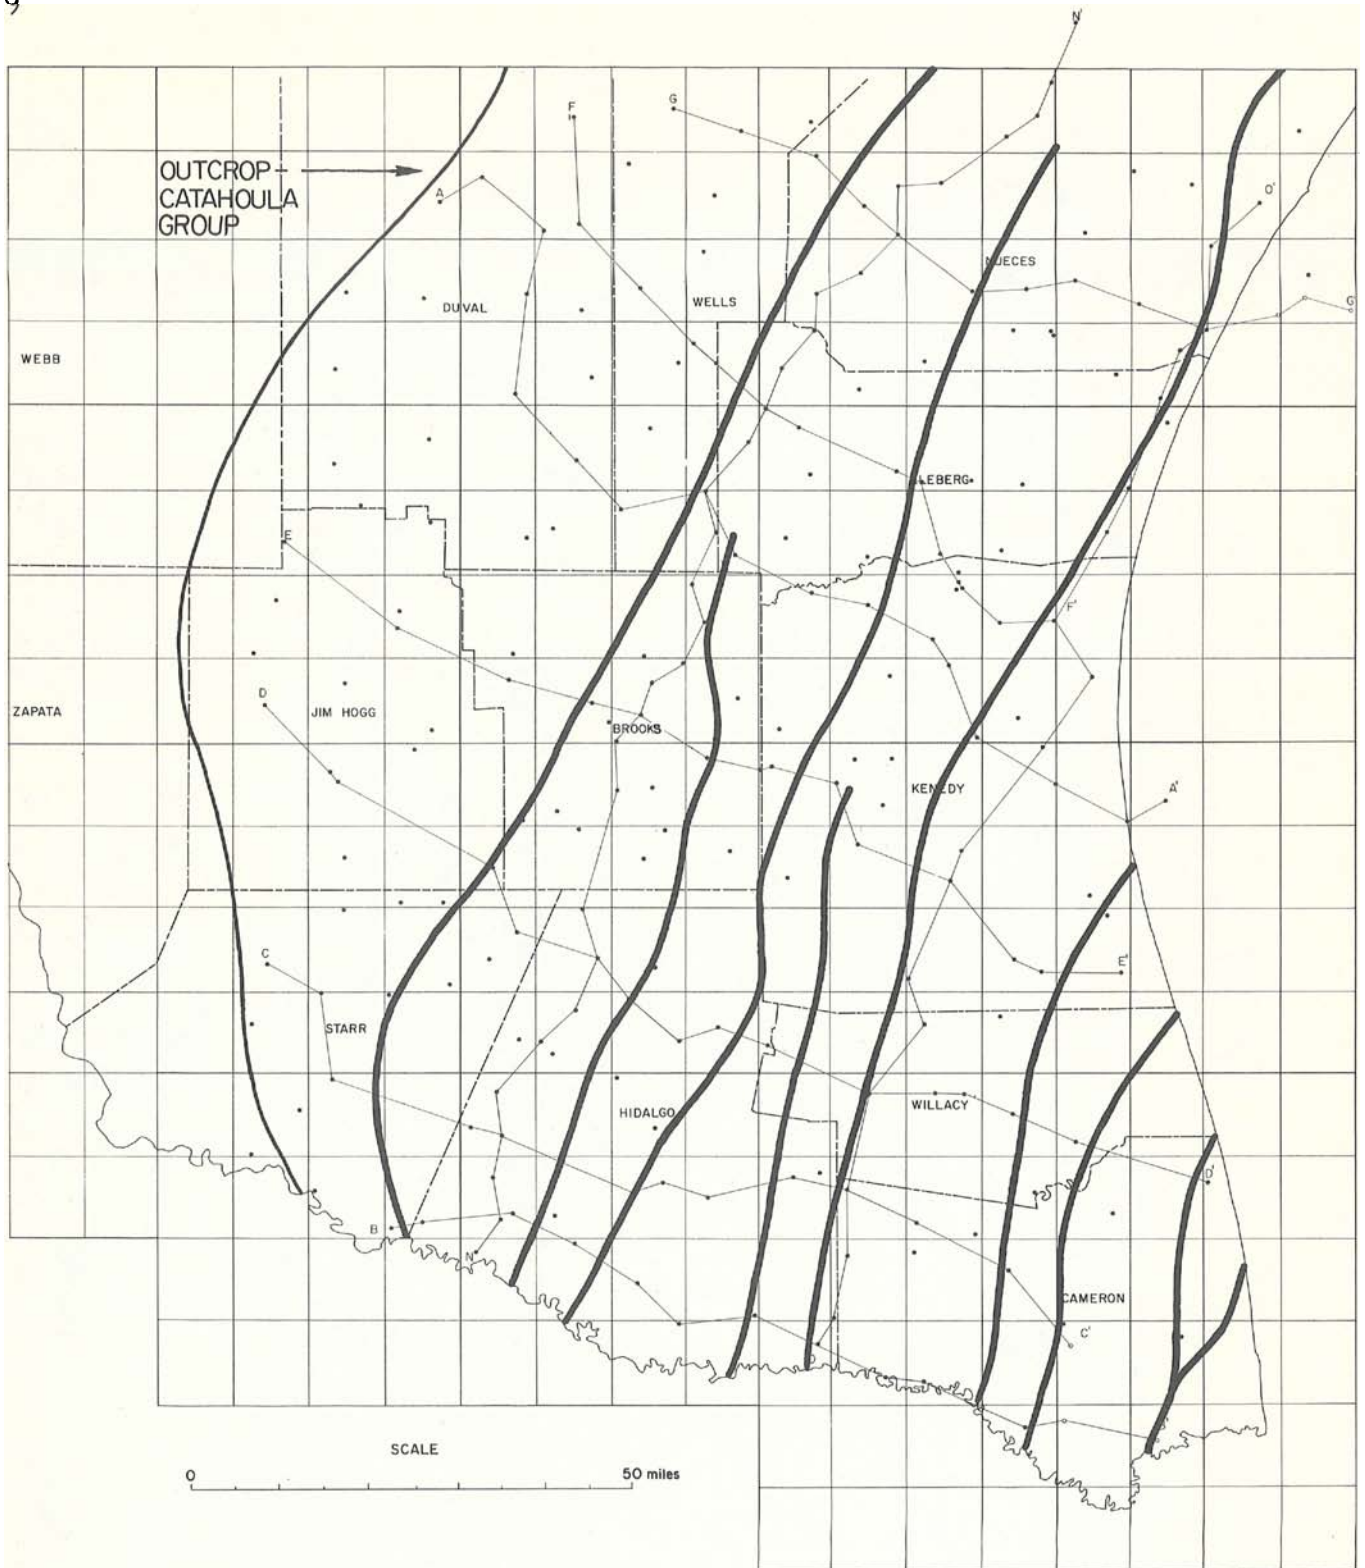 9
N'
G
F
OUTCROP
CATAHOULA
GROUP
A
O'
NUECES
DUVAL
WELLS
G'
WEBB
LEBERG
E
F'
D
ZAPATA
JIM HOGG
BROOKS
KENEDY
A'
C
E'
STARR
HIDALGO
WILLACY
D'
B
N
CAMERON
C'
SCALE
0
50 miles